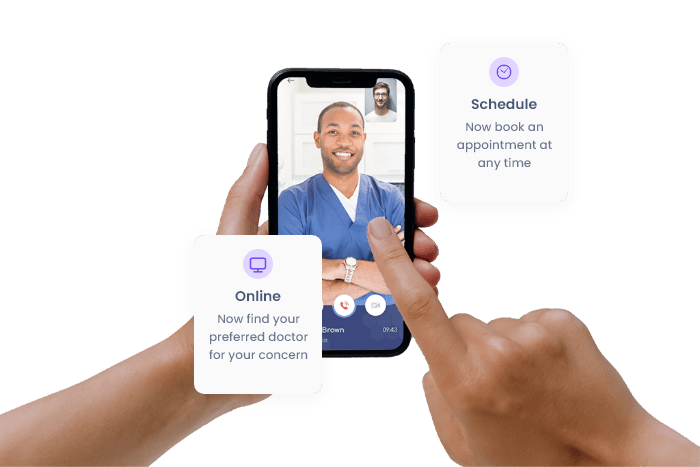 Schedule
Now book an
appointment at
any time
Online
Now find your
preferred doctor
for your concern
Brown
09:43